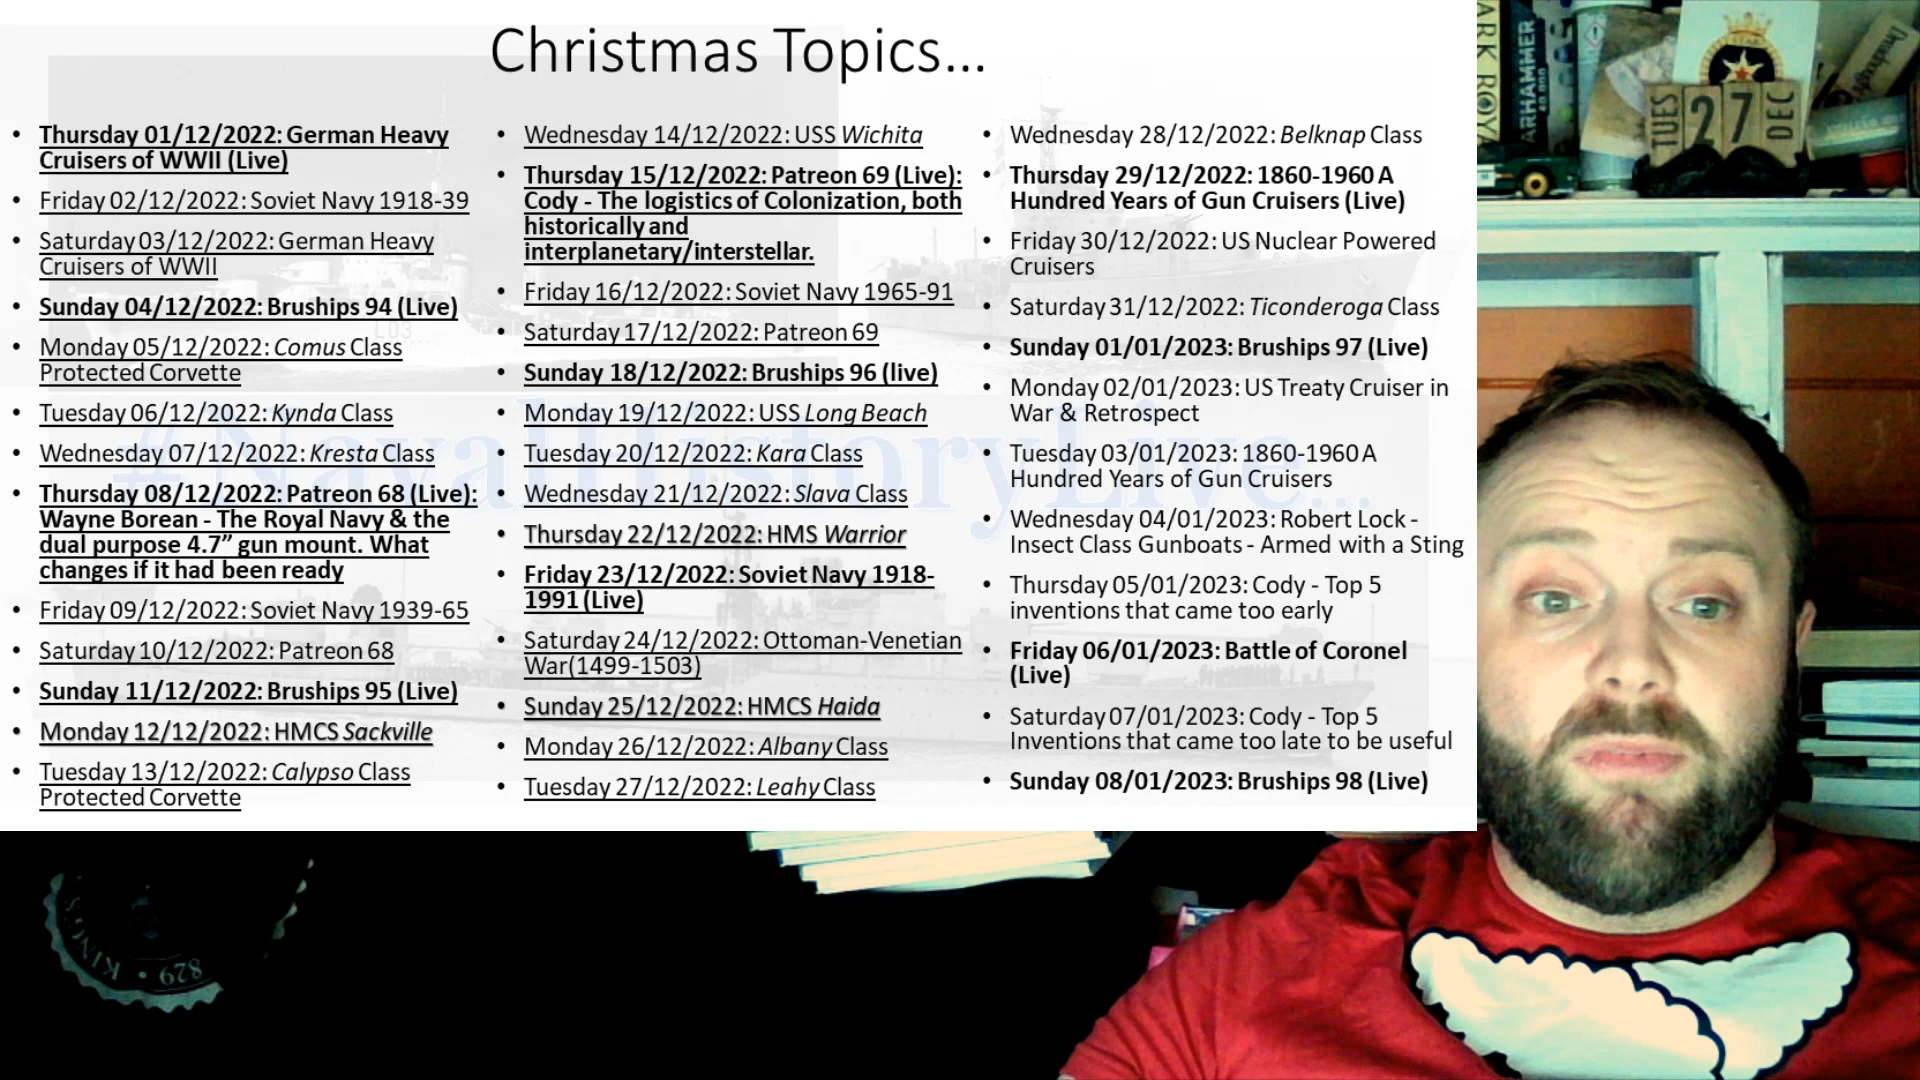 Christmas Topics...
• Thursday 01/12/2022: German Heavy
Cruisers of WWII (Live)
• Friday 02/12/2022: Soviet Navy 1918-39
• Saturday 03/12/2022: German Heavy
Cruisers of WWII
• Sunday 04/12/2022: Bruships 94 (Live)
• Monday 05/12/2022: Comus Class
Protected Corvette
• Tuesday 06/12/2022: Kynda Class
• Wednesday 07/12/2022: Kresta Class
• Thursday 08/12/2022: Patreon 68 (Live):
Wayne Borean - The Royal Navy & the
dual purpose 4.7” gun mount. What
changes if it had been ready
• Friday 09/12/2022: Soviet Navy 1939-65
• Saturday 10/12/2022: Patreon 68
• Sunday 11/12/2022: Bruships 95 (Live)
• Monday 12/12/2022: HMCS Sackville
• Tuesday 13/12/2022: Calypso Class
Protected Corvette
• Wednesday 14/12/2022: USS Wichita
• Thursday 15/12/2022: Patreon 69 (Live):
Cody - The logistics of Colonization, both
historically and
interplanetary/interstellar.
• Friday 16/12/2022: Soviet Navy 1965-91
• Saturday 17/12/2022: Patreon 69
• Sunday 18/12/2022: Bruships 96 (live)
• Monday 19/12/2022: USS Long Beach
• Tuesday 20/12/2022: Kara Class
• Wednesday 21/12/2022: Slava Class
• Thursday 22/12/2022: HMS Warrior
• Friday 23/12/2022: Soviet Navy 1918-
1991 (Live)
• Saturday 24/12/2022: Ottoman-Venetian
War(1499-1503)
• Sunday 25/12/2022: HMCS Haida
• Monday 26/12/2022: Albany Class
• Tuesday 27/12/2022: Leahy Class
• Wednesday 28/12/2022: Belknap Class
• Thursday 29/12/2022: 1860-1960 A
Hundred Years of Gun Cruisers (Live)
• Friday 30/12/2022: US Nuclear Powered
Cruisers
• Saturday 31/12/2022: Ticonderoga Class
• Sunday 01/01/2023: Bruships 97 (Live)
• Monday 02/01/2023: US Treaty Cruiser in
War & Retrospect
• Tuesday 03/01/2023: 1860-1960 A
Hundred Years of Gun Cruisers
• Wednesday 04/01/2023: Robert Lock -
Insect Class Gunboats - Armed with a Sting
• Thursday 05/01/2023: Cody - Top 5
inventions that came too early
• Friday 06/01/2023: Battle of Coronel
(Live)
• Saturday 07/01/2023: Cody - Top 5
Inventions that came too late to be useful
• Sunday 08/01/2023: Bruships 98 (Live)
#NavalHistoryLive...
L03
ARK ROYA
ARHAMMER
40,000
TUES 27 DEC
KING
829